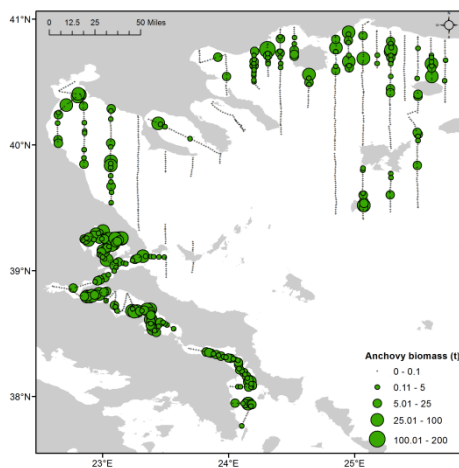 41°N
0 12.5 25 50 Miles
40°N
39°N
38°N
Anchovy biomass (t)
0 - 0.1
0.11 - 5
5.01 - 25
25.01 - 100
100.01 - 200
23°E 24°E 25°E